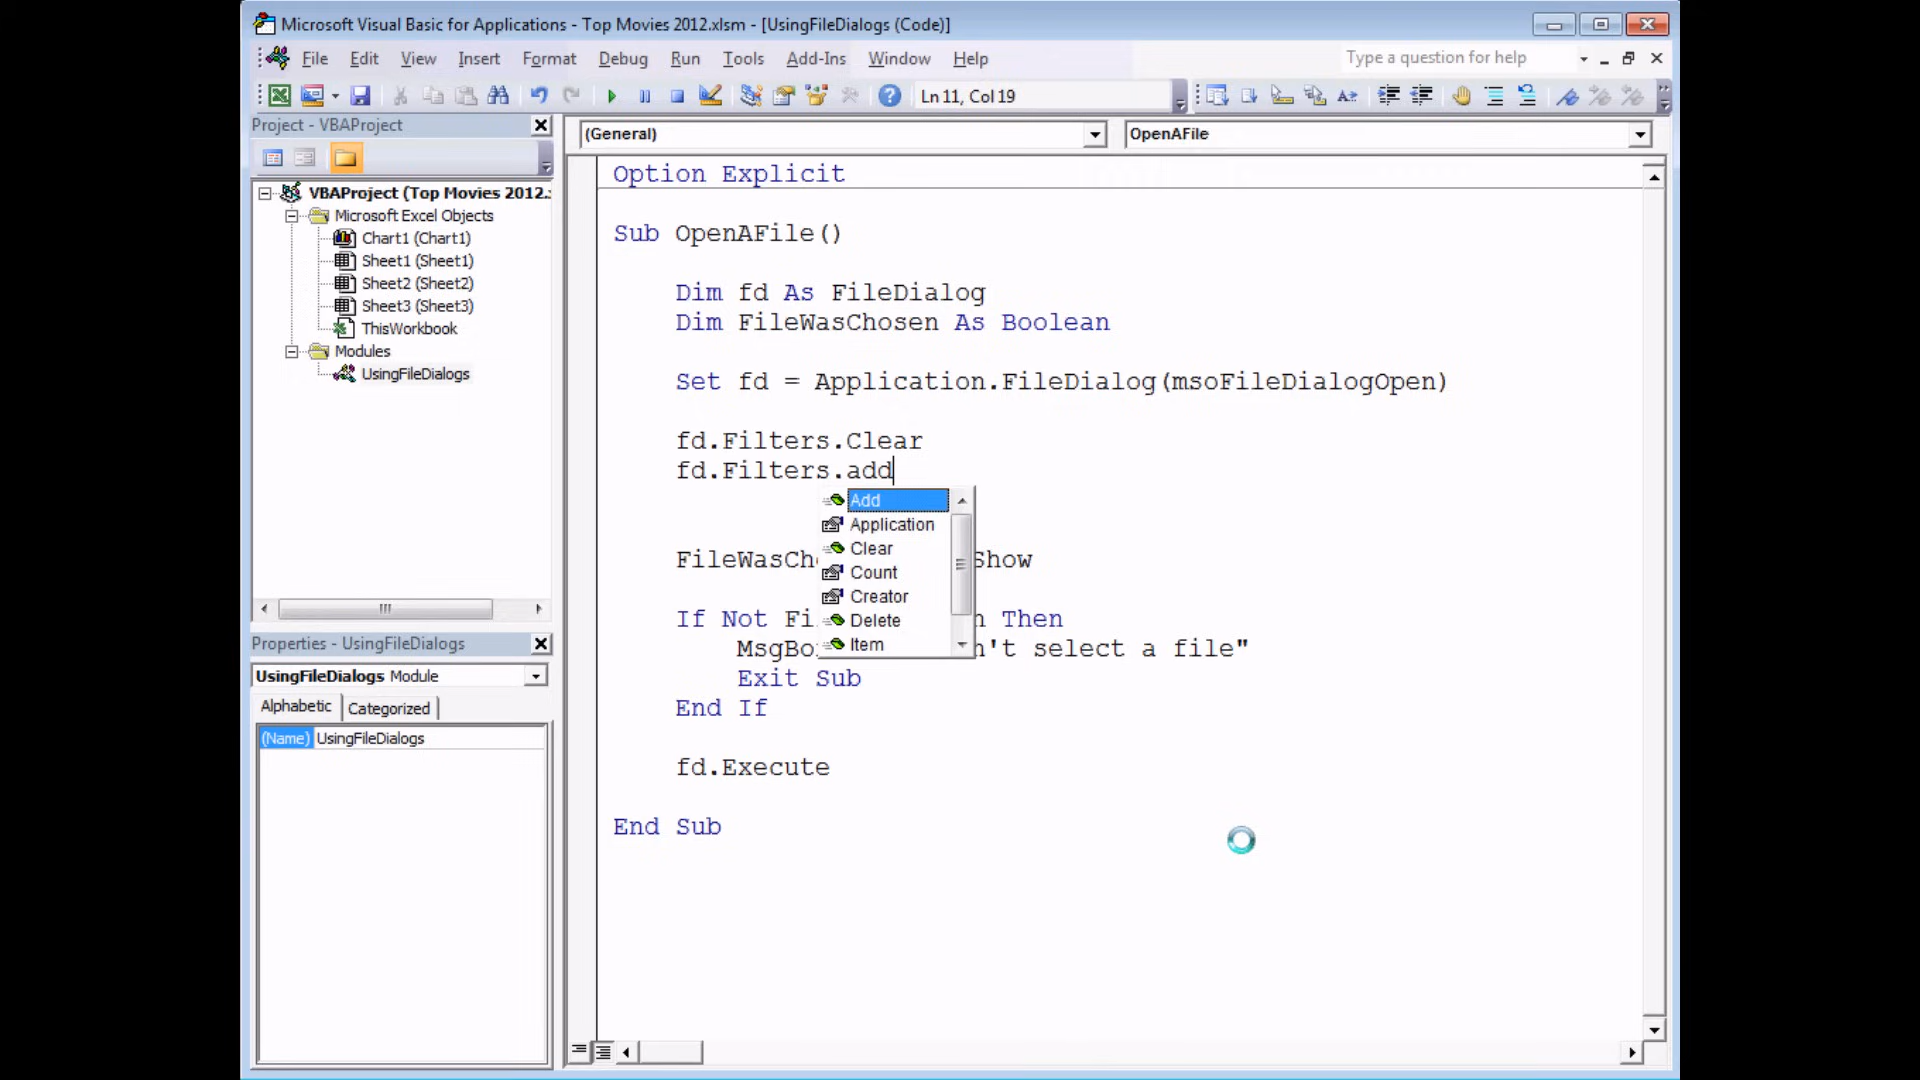 Microsoft Visual Basic for Applications - Top Movies 2012.xlsm - [UsingFileDialogs (Code)]
File Edit View Insert Format Debug Run Tools Add-Ins Window Help
Type a question for help
Ln 11, Col 19
Project - VBAProject
(General)
OpenAFile
VBAProject (Top Movies 2012.
Microsoft Excel Objects
Chart1 (Chart1)
Sheet1 (Sheet1)
Sheet2 (Sheet2)
Sheet3 (Sheet3)
ThisWorkbook
Modules
UsingFileDialogs
Properties - UsingFileDialogs
UsingFileDialogs Module
Alphabetic Categorized
(Name) UsingFileDialogs
Option Explicit
Sub OpenAFile()
Dim fd As FileDialog
Dim FileWasChosen As Boolean
Set fd = Application.FileDialog(msoFileDialogOpen)
fd.Filters.Clear
fd.Filters.add
Add
Application
Clear
Count
Creator
Delete
Item
FileWasCho Show
If Not Fi n Then
MsgBo n't select a file"
Exit Sub
End If
fd.Execute
End Sub